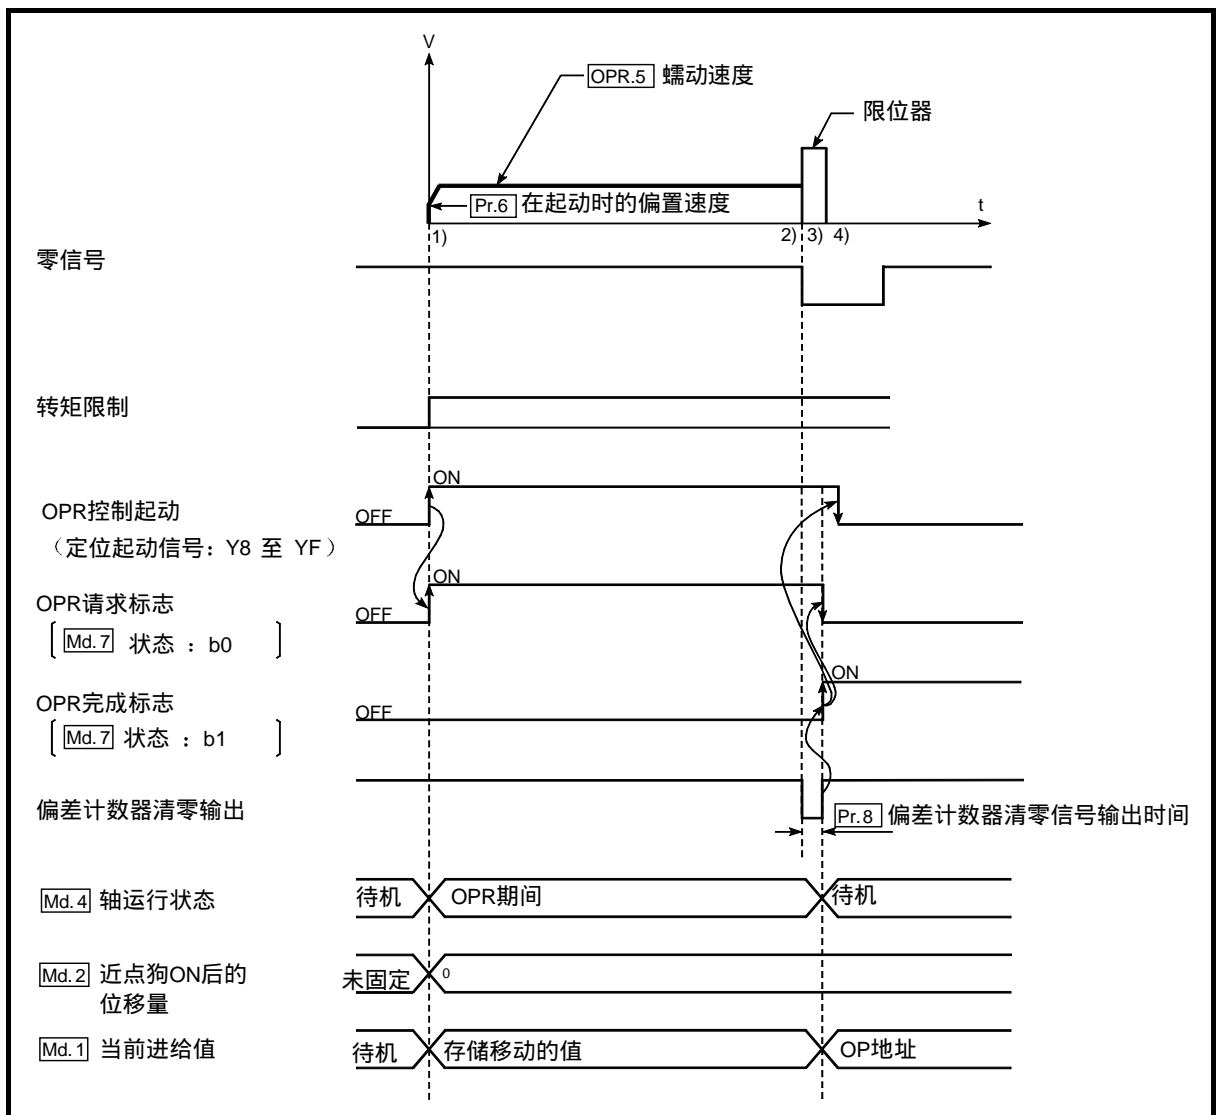 V
OPR.5 蠕动速度
限位器
Pr.6 在起动时的偏置速度
t
1)
2) 3) 4)
零信号
转矩限制
ON
OPR控制起动
OFF
（定位起动信号：Y8 至 YF）
ON
OPR请求标志
OFF
Md.7 状态 ：b0
ON
OPR完成标志
OFF
Md.7 状态 ：b1
偏差计数器清零输出
Pr.8 偏差计数器清零信号输出时间
Md.4 轴运行状态
待机
OPR期间
待机
Md.2 近点狗ON后的
位移量
未固定
0
Md.1 当前进给值
待机
存储移动的值
OP地址